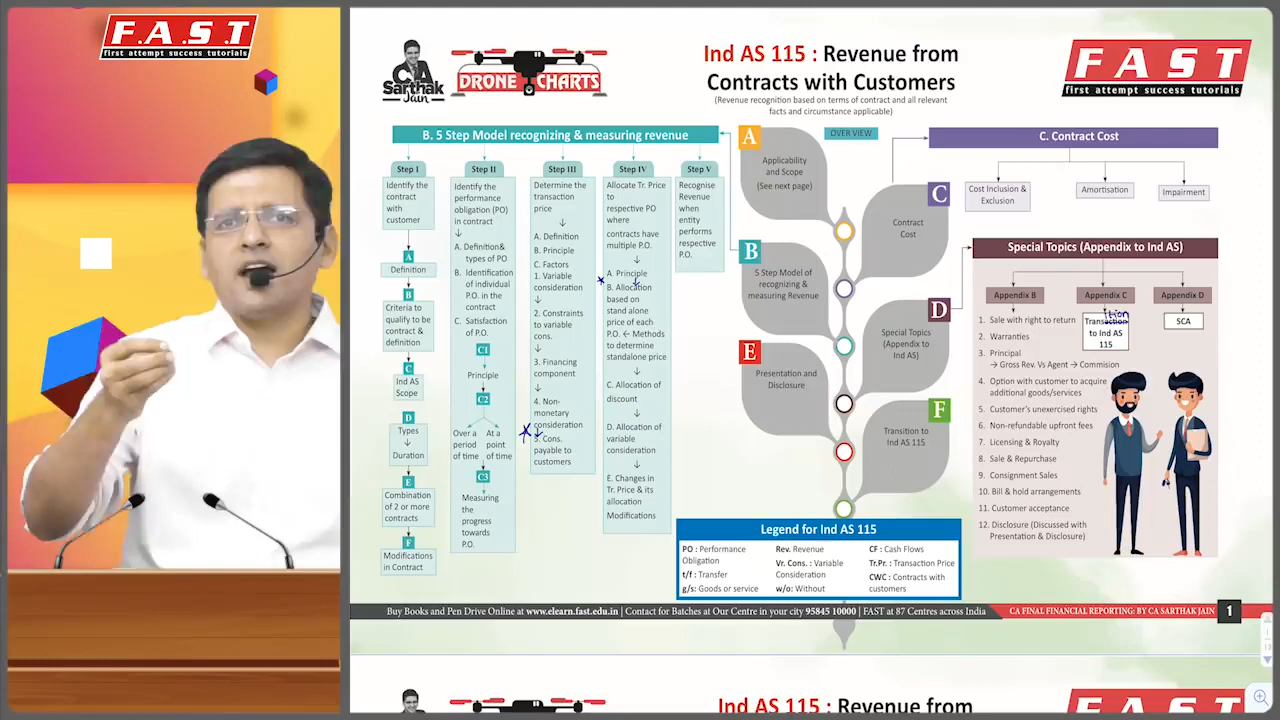 F.A.S.T
first attempt success tutorials
CA
Sarthak
Jain
DRONE CHARTS
Ind AS 115 : Revenue from
Contracts with Customers
(Revenue recognition based on terms of contract and all relevant
facts and circumstance applicable)
FAST
first attempt success tutorials
B. 5 Step Model recognizing & measuring revenue
Step I
Identify the
contract
with
customer
A
Definition
B
Criteria to
qualify to be
contract &
definition
C
Ind AS
Scope
D
Types
↓
Duration
E
Combination
of 2 or more
contracts
F
Modifications
in Contract
Step II
Identify the
performance
obligation (PO)
in contract
↓
A. Definition&
types of PO
B. Identification
of individual
P.O. in the
contract
C. Satisfaction
of P.O.
C1
Principle
C2
Over a
period
of time
At a
point
of time
C3
Measuring
the
progress
towards
P.O.
Step III
Determine the
transaction
price
↓
A. Definition
B. Principle
C. Factors
1. Variable
consideration
↓
2. Constraints
to variable
cons.
↓
3. Financing
component
↓
4. Non-
monetary
consideration
5. Cons.
payable to
customers
Step IV
Allocate Tr. Price
to
respective PO
where
contracts have
multiple P.O.
↓
A. Principle
B. Allocation
based on
stand alone
price of each
P.O. ← Methods
to determine
standalone price
↓
C. Allocation of
discount
↓
D. Allocation of
variable
consideration
↓
E. Changes in
Tr. Price & its
allocation
Modifications
Step V
Recognise
Revenue
when
entity
performs
respective
P.O.
OVER VIEW
A
Applicability
and Scope
(See next page)
B
5 Step Model of
recognizing &
measuring Revenue
C
Contract
Cost
D
Special Topics
(Appendix to
Ind AS)
E
Presentation and
Disclosure
F
Transition to
Ind AS 115
C. Contract Cost
Cost Inclusion &
Exclusion
Amortisation
Impairment
Special Topics (Appendix to Ind AS)
Appendix B
1. Sale with right to return
2. Warranties
3. Principal
→ Gross Rev. Vs Agent → Commision
4. Option with customer to acquire
additional goods/services
5. Customer's unexercised rights
6. Non-refundable upfront fees
7. Licensing & Royalty
8. Sale & Repurchase
9. Consignment Sales
10. Bill & hold arrangements
11. Customer acceptance
12. Disclosure (Discussed with
Presentation & Disclosure)
Appendix C
tion
Transaction
to Ind AS
115
Appendix D
SCA
Legend for Ind AS 115
PO : Performance
Obligation
t/f : Transfer
g/s: Goods or service
Rev. Revenue
Vr. Cons. : Variable
Consideration
w/o: Without
CF : Cash Flows
Tr.Pr. : Transaction Price
CWC : Contracts with
customers
Buy Books and Pen Drive Online at www.elearn.fast.edu.in | Contact for Batches at Our Centre in your city 95845 10000 | FAST at 87 Centres across India
CA FINAL FINANCIAL REPORTING: BY CA SARTHAK JAIN
1
Ind AS 115 : Revenue from